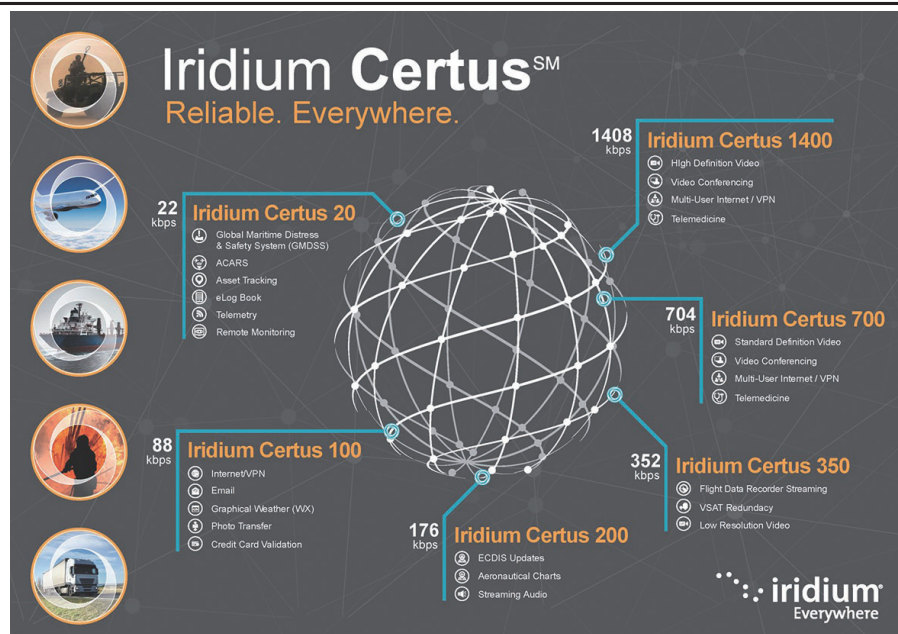 Iridium Certus℠
Reliable. Everywhere.
22
kbps
Iridium Certus 20
Global Maritime Distress
& Safety System (GMDSS)
ACARS
Asset Tracking
eLog Book
Telemetry
Remote Monitoring
88
kbps
Iridium Certus 100
Internet/VPN
Email
Graphical Weather (WX)
Photo Transfer
Credit Card Validation
176
kbps
Iridium Certus 200
ECDIS Updates
Aeronautical Charts
Streaming Audio
352
kbps
Iridium Certus 350
Flight Data Recorder Streaming
VSAT Redundacy
Low Resolution Video
704
kbps
Iridium Certus 700
Standard Definition Video
Video Conferencing
Multi-User Internet / VPN
Telemedicine
1408
kbps
Iridium Certus 1400
HIgh Definition Video
Video Conferencing
Multi-User Internet / VPN
Telemedicine
iridium
Everywhere